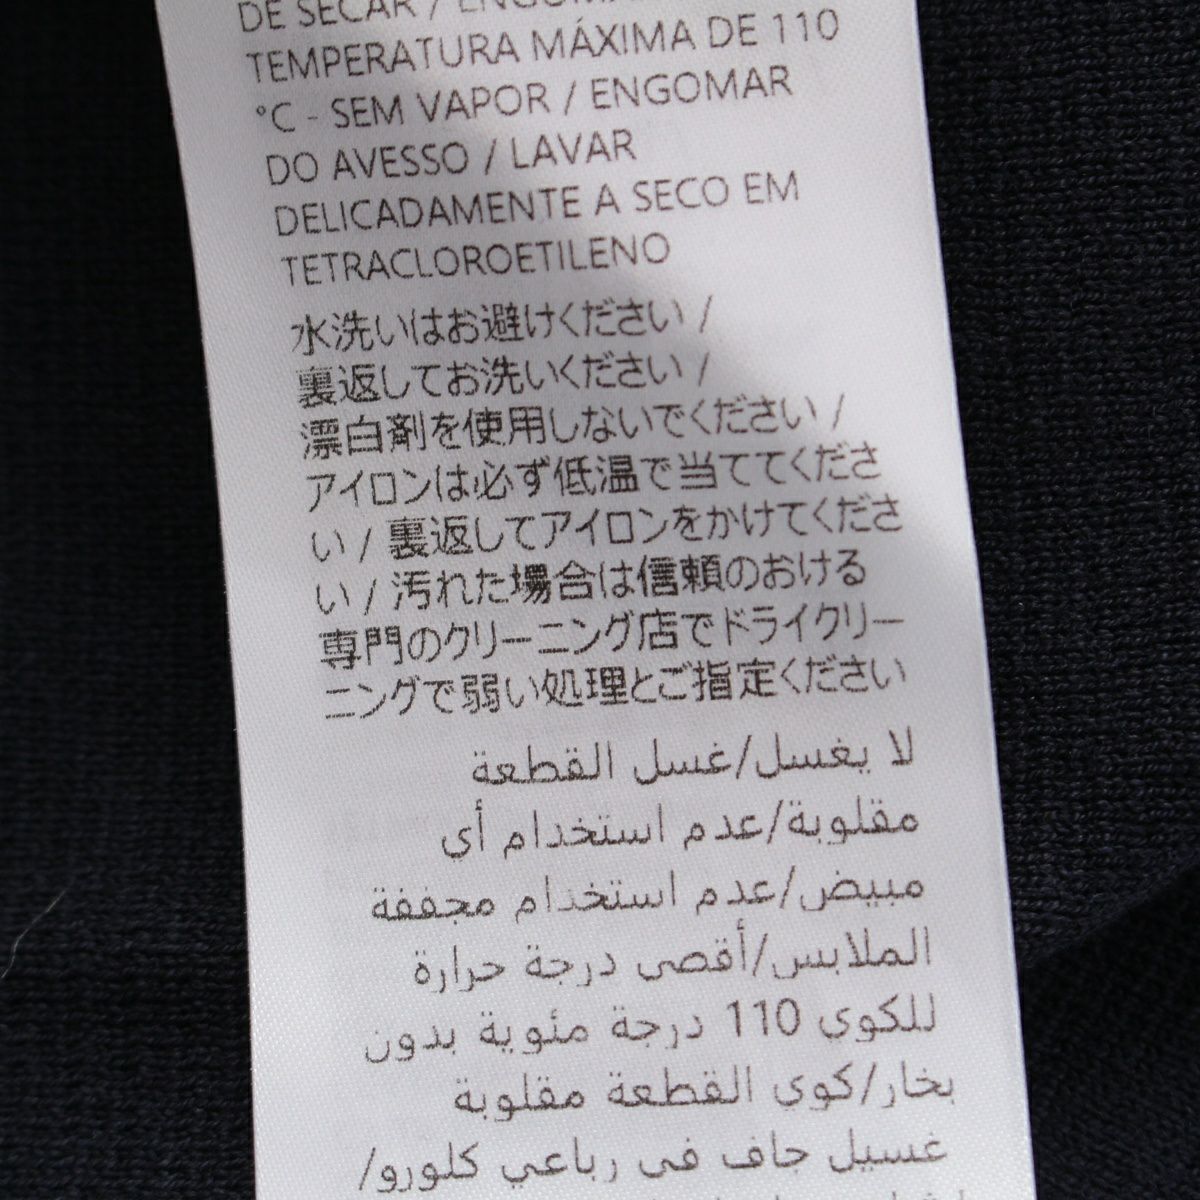 DE SECAR / ENGOMAR
TEMPERATURA MÁXIMA DE 110
°C - SEM VAPOR / ENGOMAR
DO AVESSO / LAVAR
DELICADAMENTE A SECO EM
TETRACLOROETILENO
水洗いはお避けください /
裏返してお洗いください /
漂白剤を使用しないでください /
アイロンは必ず低温で当ててくださ
い / 裏返してアイロンをかけてくださ
い / 汚れた場合は信頼のおける
専門のクリーニング店でドライクリー
ニングで弱い処理とご指定ください
لا يغسل/غسل القطعة
مقلوبة/عدم استخدام أي
مبيض/عدم استخدام مجففة
الملابس/أقصى درجة حرارة
للكوى 110 درجة مئوية بدون
بخار/كوى القطعة مقلوبة
غسيل جاف فى رباعي كلورو/